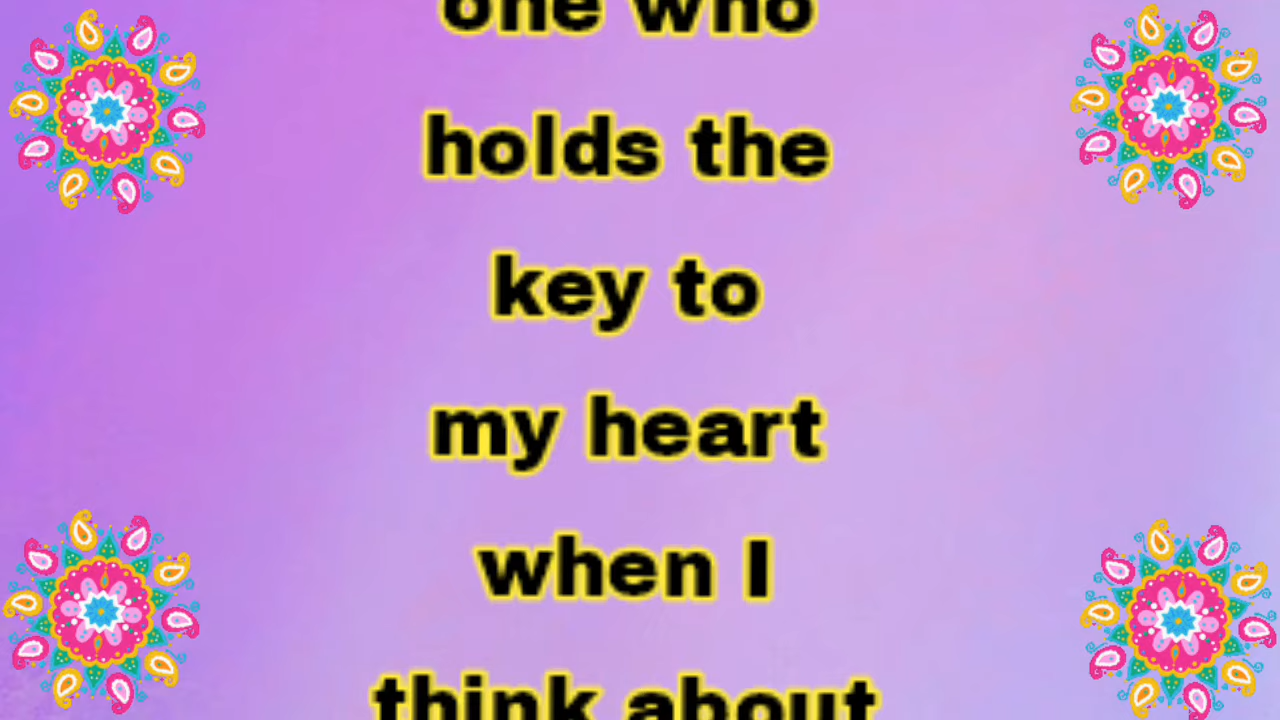 one who
holds the
key to
my heart
when I
think about